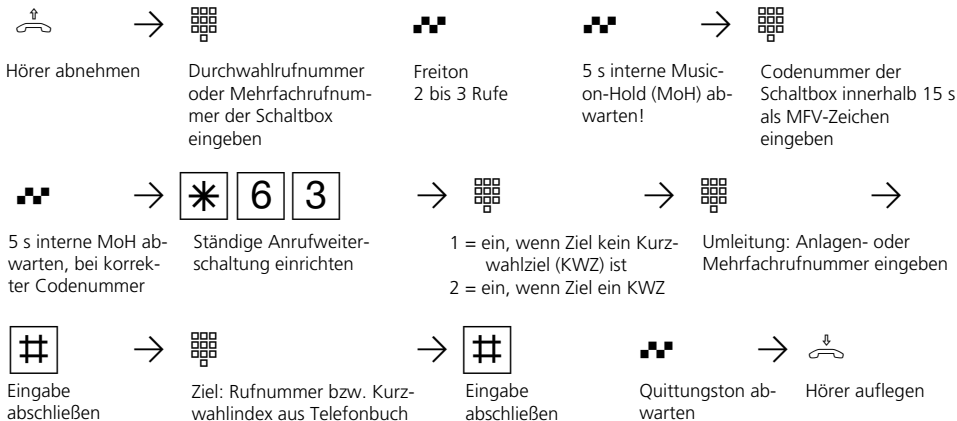 Hörer abnehmen
Durchwahlrufnummer
oder Mehrfachrufnum-
mer der Schaltbox
eingeben
Freiton
2 bis 3 Rufe
5 s interne Music-
on-Hold (MoH) ab-
warten!
Codenummer der
Schaltbox innerhalb 15 s
als MFV-Zeichen
eingeben
* 6 3
5 s interne MoH ab-
warten, bei korrek-
ter Codenummer
Ständige Anrufweiter-
schaltung einrichten
1 = ein, wenn Ziel kein Kurz-
wahlziel (KWZ) ist
2 = ein, wenn Ziel ein KWZ
Umleitung: Anlagen- oder
Mehrfachrufnummer eingeben
#
#
Eingabe
abschließen
Ziel: Rufnummer bzw. Kurz-
wahlindex aus Telefonbuch
Eingabe
abschließen
Quittungston ab-
warten
Hörer auflegen